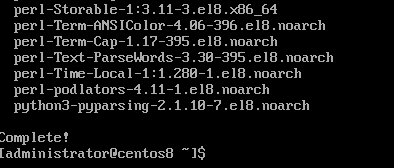 perl-Storable-1:3.11-3.el8.x86_64
perl-Term-ANSIColor-4.06-396.el8.noarch
perl-Term-Cap-1.17-395.el8.noarch
perl-Text-ParseWords-3.30-395.el8.noarch
perl-Time-Local-1:1.280-1.el8.noarch
perl-podlators-4.11-1.el8.noarch
python3-pyparsing-2.1.10-7.el8.noarch
Complete!
[administrator@centos8 ~]$